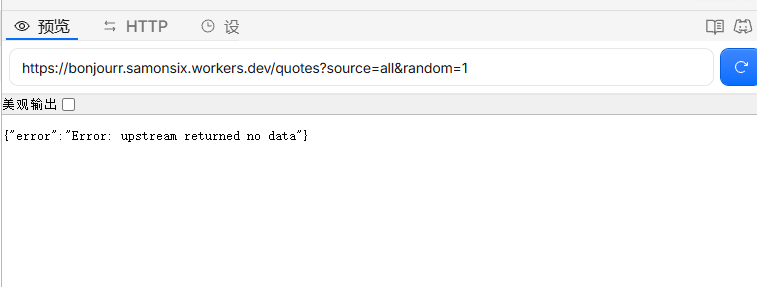 预览 HTTP 设
https://bonjourr.samonsix.workers.dev/quotes?source=all&random=1
美观输出
{"error":"Error: upstream returned no data"}